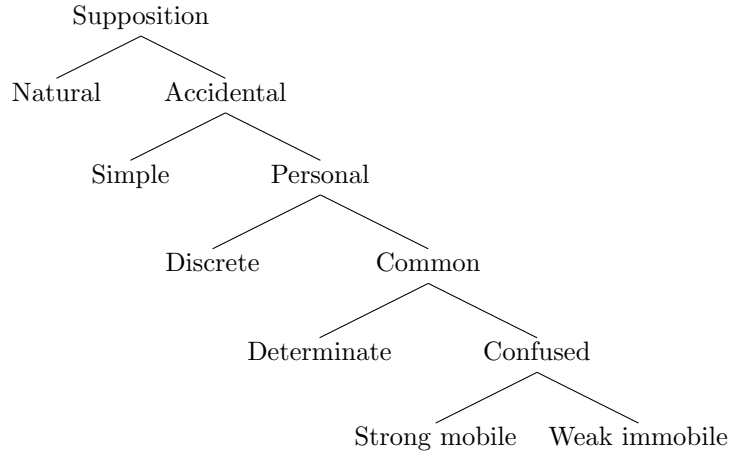 Supposition
Natural Accidental
Simple Personal
Discrete Common
Determinate Confused
Strong mobile Weak immobile